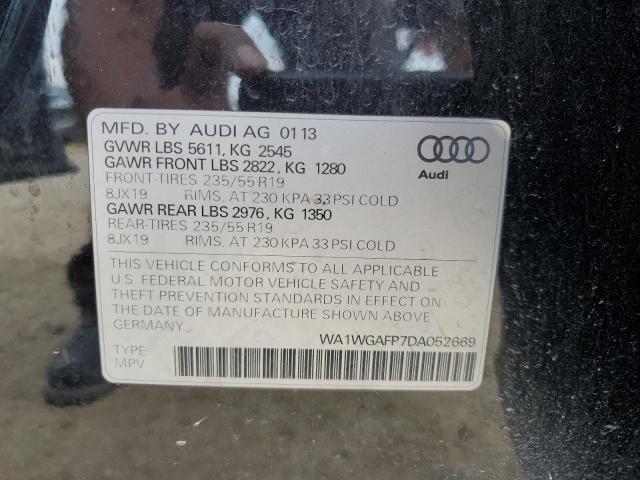 MFD. BY AUDI AG 01 13
GVWR LBS 5611, KG 2545
GAWR FRONT LBS 2822, KG 1280
FRONT-TIRES 235/55 R19
8JX19 RIMS, AT 230 KPA 33 PSI COLD
GAWR REAR LBS 2976, KG 1350
REAR-TIRES 235/55 R19
8JX19 RIMS, AT 230 KPA 33 PSI COLD
Audi
THIS VEHICLE CONFORMS TO ALL APPLICABLE
U.S. FEDERAL MOTOR VEHICLE SAFETY AND
THEFT PREVENTION STANDARDS IN EFFECT ON
DATE OF MANUFACTURE SHOWN ABOVE.
WA1WGAFP7DA052669
TYPE:
MPV